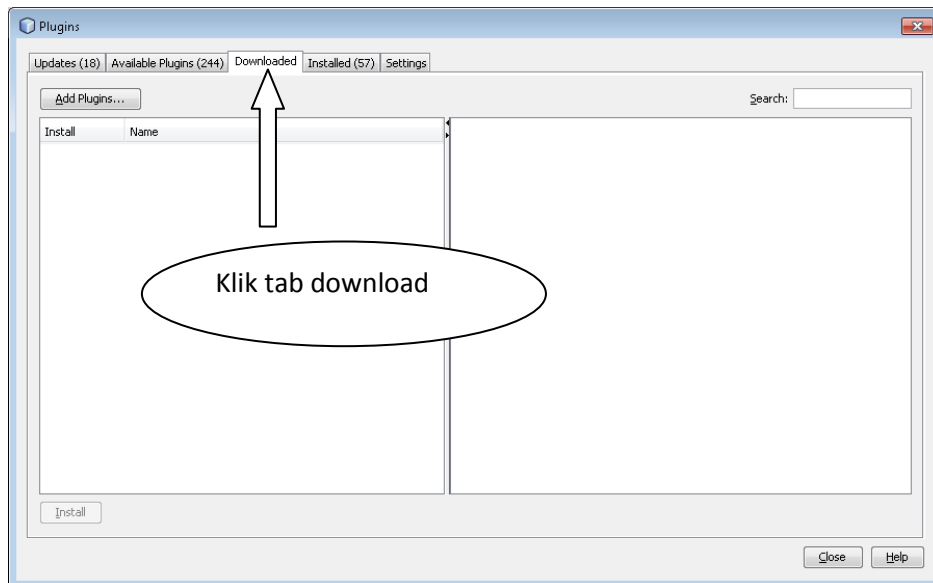 Plugins
Updates (18) Available Plugins (244) Downloaded Installed (57) Settings
Add Plugins... Search:
Install Name
Klik tab download
Install
Close Help